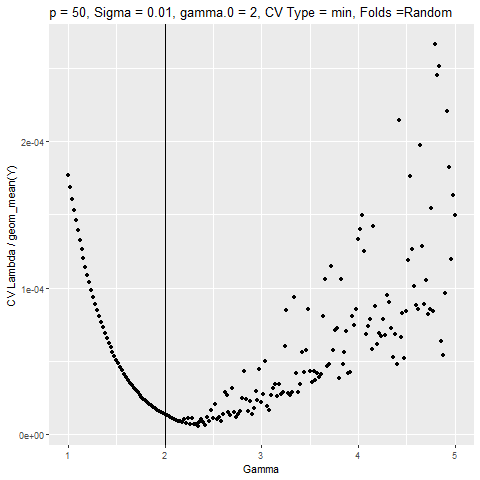 p = 50, Sigma = 0.01, gamma.0 = 2, CV Type = min, Folds =Random
CV Lambda / geom_mean(Y)
2e-04
1e-04
0e+00
1
2
3
4
5
Gamma